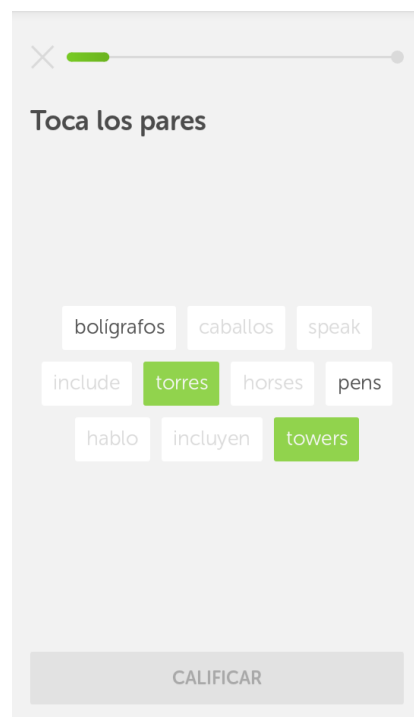 Toca los pares
bolígrafos caballos speak
include torres horses pens
hablo incluyen towers
CALIFICAR